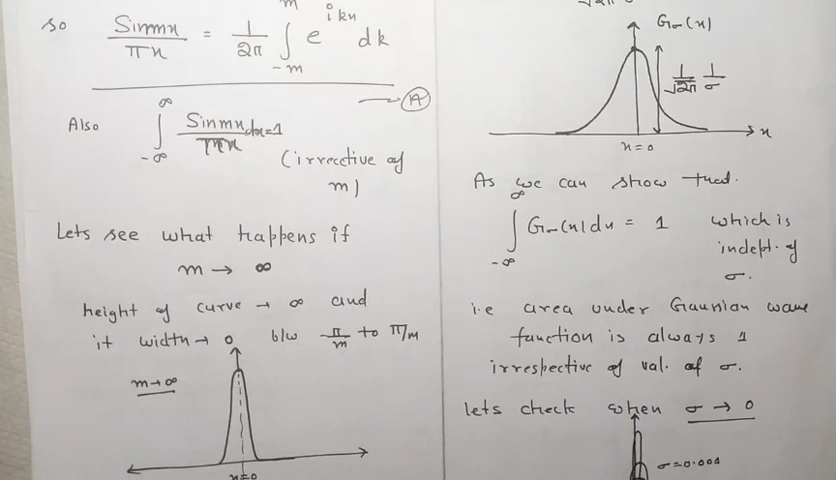 so Sinmx/πx = 1/2π ∫_{-m}^{m} e^{ikx} dk
(A)
Also ∫_{-∞}^{∞} Sinmx/πx dx=1
(irrective of
m)
Lets see what happens if
m → ∞
height of curve → ∞ and
it width → 0 b/w π/m to π/m
m→∞
x=0
G_σ(x)
1/√2π 1/σ
x
x=0
As we can show that.
∫_{-∞}^{∞} G_σ(x)dx = 1 which is
indept. of
σ.
i.e area under Gaussian wave
function is always 1
irrespective of val. of σ.
lets check when σ → 0
σ=0.001